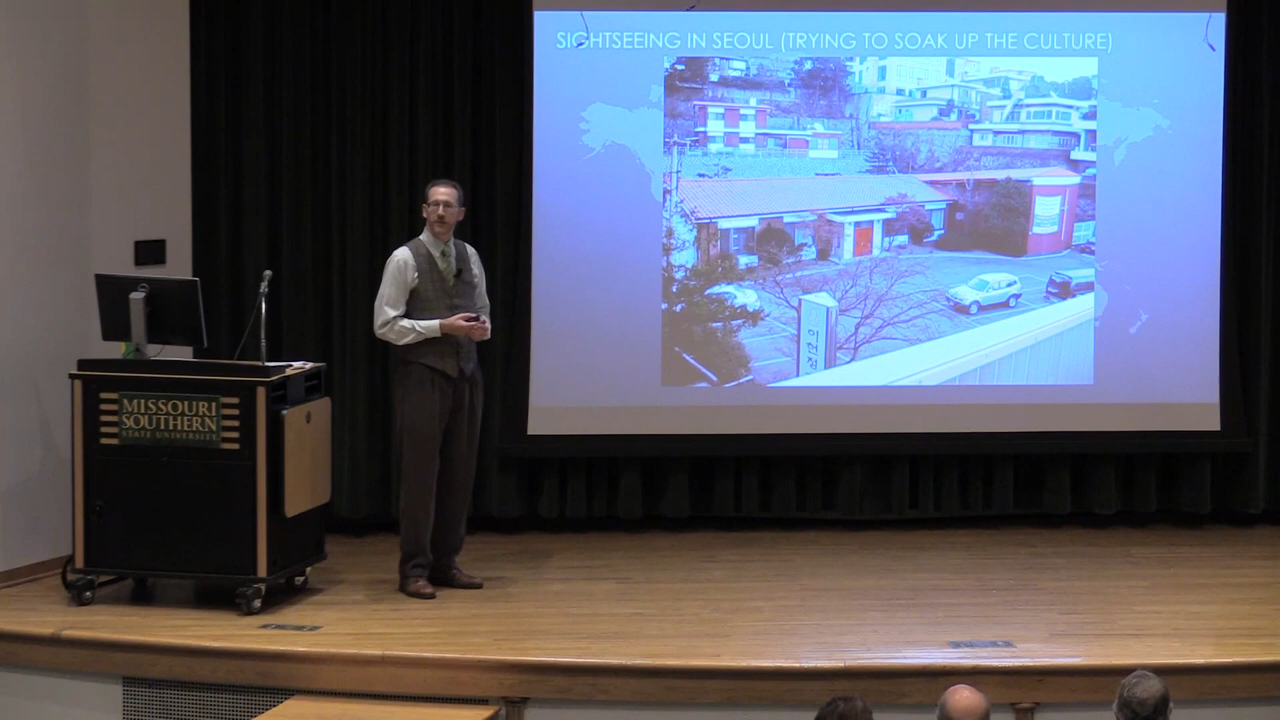 SIGHTSEEING IN SEOUL (TRYING TO SOAK UP THE CULTURE)
MISSOURI
SOUTHERN
STATE UNIVERSITY